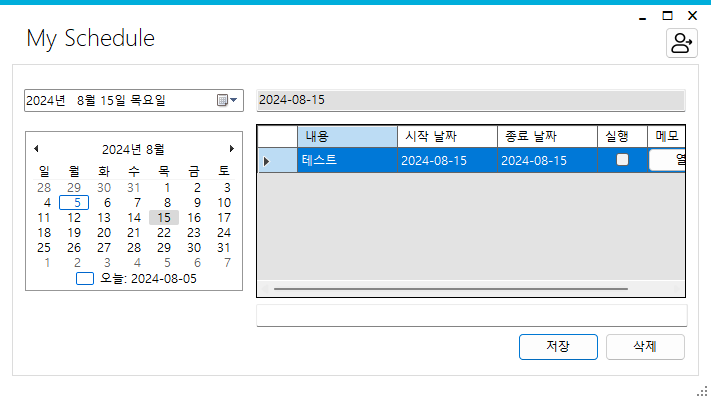 My Schedule
2024년 8월 15일 목요일
2024-08-15
2024년 8월
일 월 화 수 목 금 토
28 29 30 31 1 2 3
4 5 6 7 8 9 10
11 12 13 14 15 16 17
18 19 20 21 22 23 24
25 26 27 28 29 30 31
1 2 3 4 5 6 7
오늘: 2024-08-05
내용 시작 날짜 종료 날짜 실행 메모
테스트 2024-08-15 2024-08-15
저장 삭제